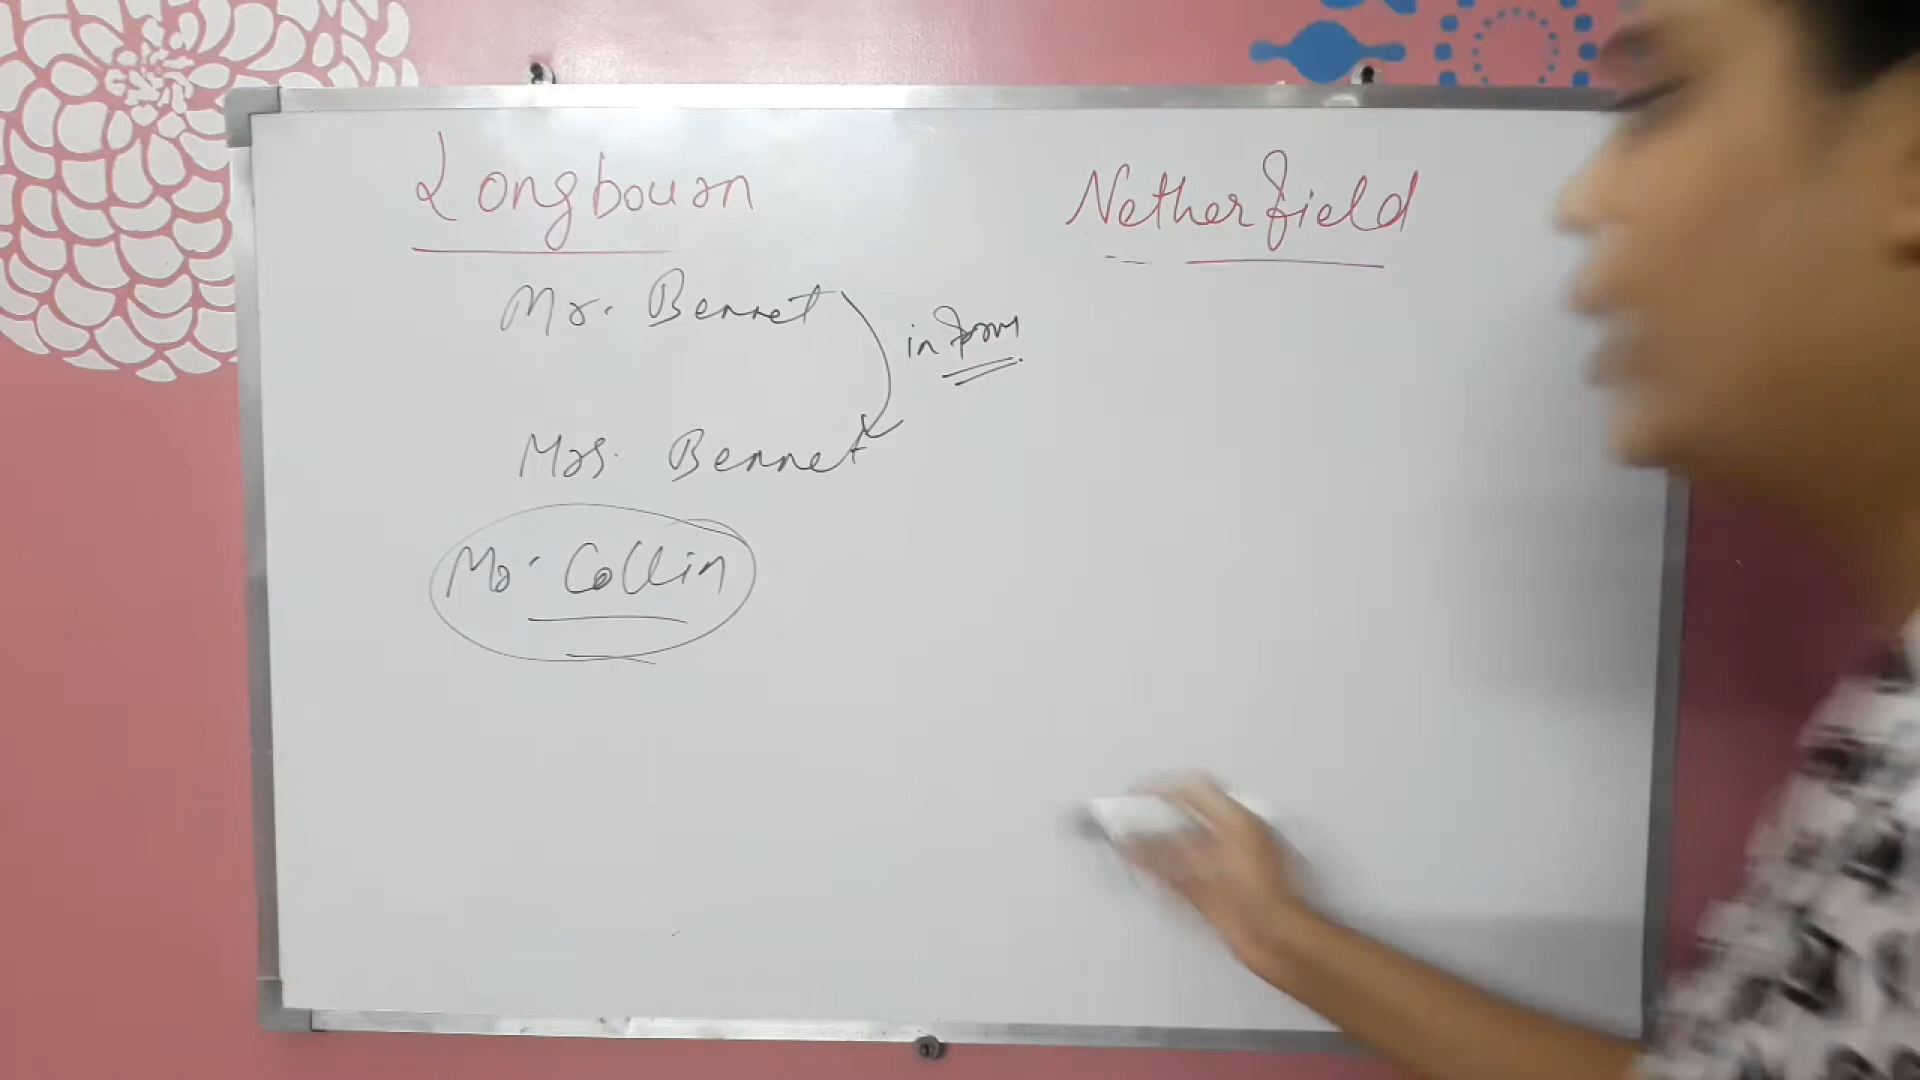 Longbourn
Netherfield
Mr. Bennet
inform
Mrs. Bennet
Mr. Collin